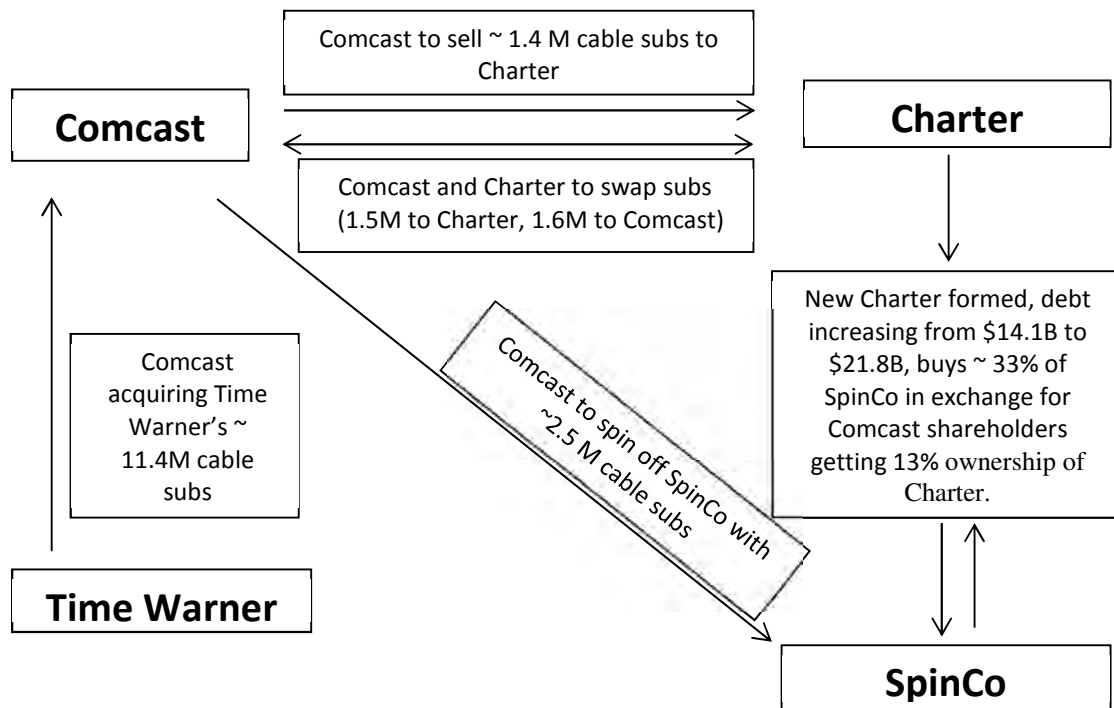 Comcast to sell ~ 1.4 M cable subs to
Charter
Comcast
Charter
Comcast and Charter to swap subs
(1.5M to Charter, 1.6M to Comcast)
New Charter formed, debt
increasing from $14.1B to
$21.8B, buys ~ 33% of
SpinCo in exchange for
Comcast shareholders
getting 13% ownership of
Charter.
Comcast
acquiring Time
Warner’s ~
11.4M cable
subs
Comcast to spin off SpinCo with
~2.5 M cable subs
Time Warner
SpinCo